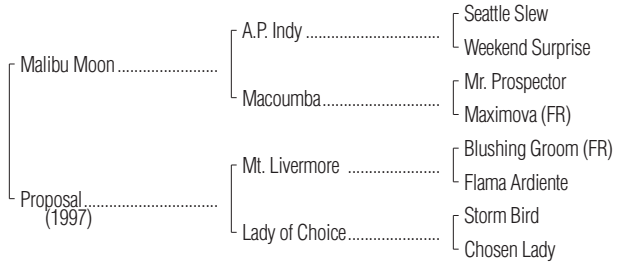 Seattle Slew
A.P. Indy ........................
Weekend Surprise
Malibu Moon ......................
Mr. Prospector
Macoumba.........................
Maximova (FR)
Blushing Groom (FR)
Mt. Livermore ....................
Flama Ardiente
Proposal..........................
(1997)
Storm Bird
Lady of Choice...................
Chosen Lady